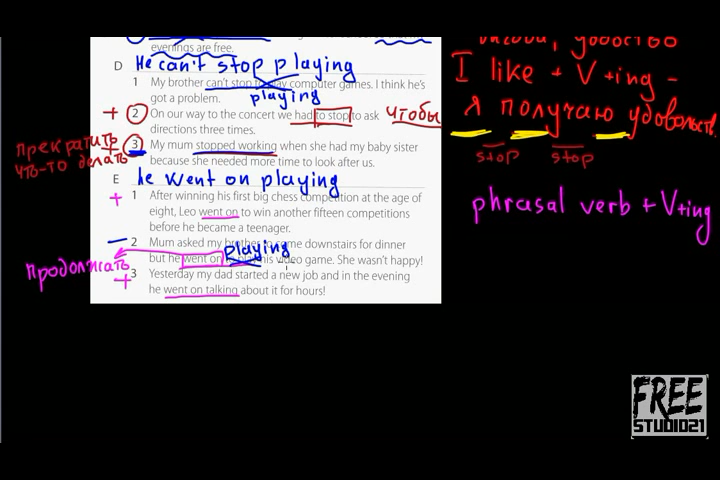 evenings are free.
D He can't stop playing
1 My brother can't stop to play computer games. I think he's
got a problem.
playing
+ 2 On our way to the concert we had to stop to ask чтобы
directions three times.
прекратить
что-то делать
+ 3 My mum stopped working when she had my baby sister
because she needed more time to look after us.
E he went on playing
+ 1 After winning his first big chess competition at the age of
eight, Leo went on to win another fifteen competitions
before he became a teenager.
– 2 Mum asked my brother to come downstairs for dinner
playing
but he went on to play his video game. She wasn't happy!
продолжать
+ 3 Yesterday my dad started a new job and in the evening
he went on talking about it for hours!
I like + V +ing -
я получаю удовольств
stop stop
phrasal verb + V+ing
FREE
STUDIO21